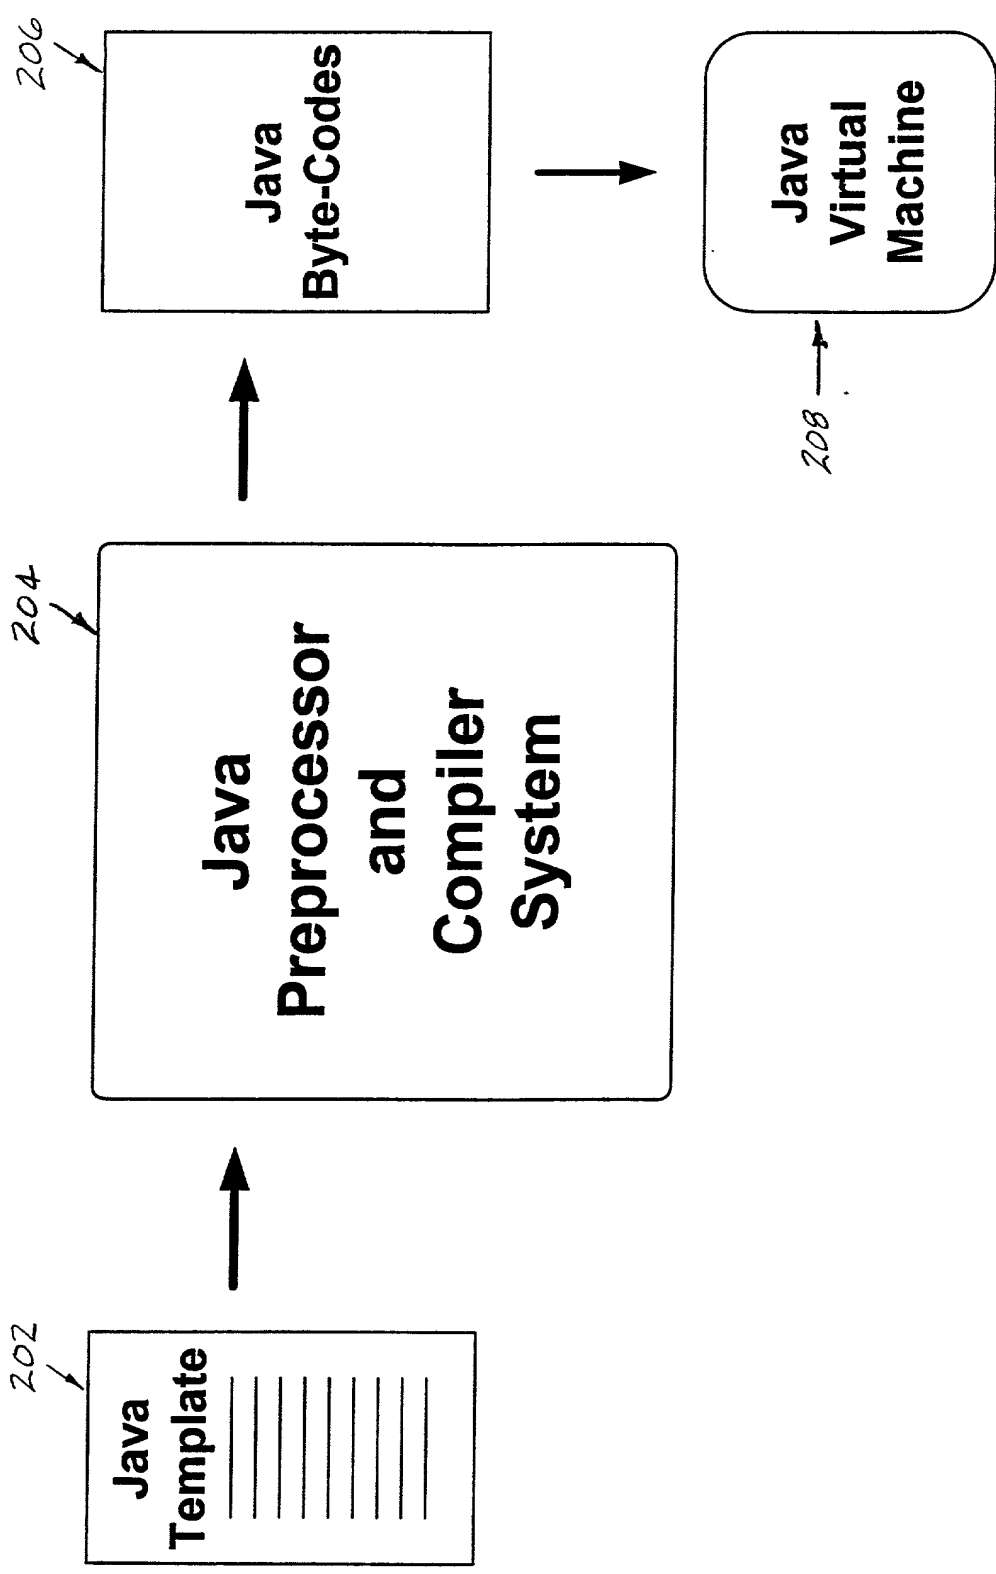 202
Java
Template
204
Java
Preprocessor
and
Compiler
System
206
Java
Byte-Codes
208
Java
Virtual
Machine